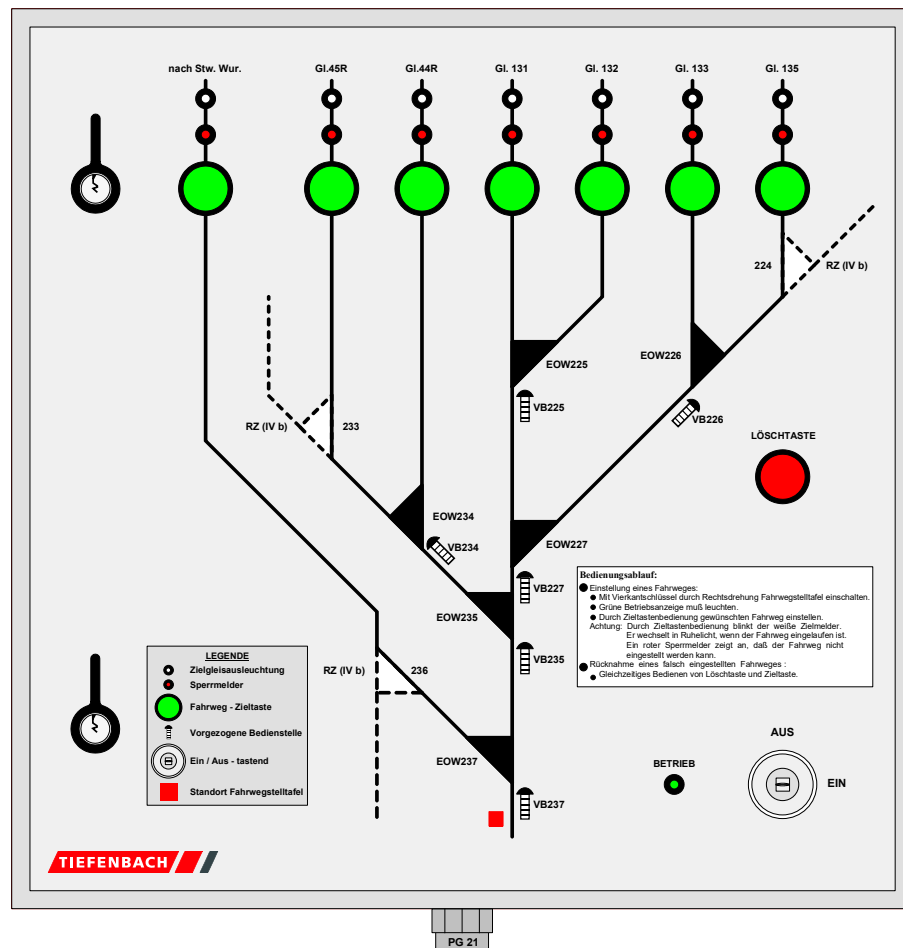 nach Stw. Wur. Gl.45R Gl.44R Gl. 131 Gl. 132 Gl. 133 Gl. 135
224
RZ (IV b)
EOW225
EOW226
VB225
VB226
RZ (IV b)
233
LÖSCHTASTE
EOW234
VB234
EOW227
VB227
EOW235
VB235
Bedienungsablauf:
Einstellung eines Fahrweges:
Mit Vierkantschlüssel durch Rechtsdrehung Fahrwegstelltafel einschalten.
Grüne Betriebsanzeige muß leuchten.
Durch Zieltastenbedienung gewünschten Fahrweg einstellen.
Achtung: Durch Zieltastenbedienung blinkt der weiße Zielmelder.
Er wechselt in Ruhelicht, wenn der Fahrweg eingelaufen ist.
Ein roter Sperrmelder zeigt an, daß der Fahrweg nicht
eingestellt werden kann.
Rücknahme eines falsch eingestellten Fahrweges :
Gleichzeitiges Bedienen von Löschtaste und Zieltaste.
LEGENDE
Zielgleisausleuchtung
Sperrmelder
Fahrweg - Zieltaste
Vorgezogene Bedienstelle
Ein / Aus - tastend
Standort Fahrwegstelltafel
RZ (IV b)
236
EOW237
VB237
BETRIEB
AUS
EIN
TIEFENBACH
PG 21